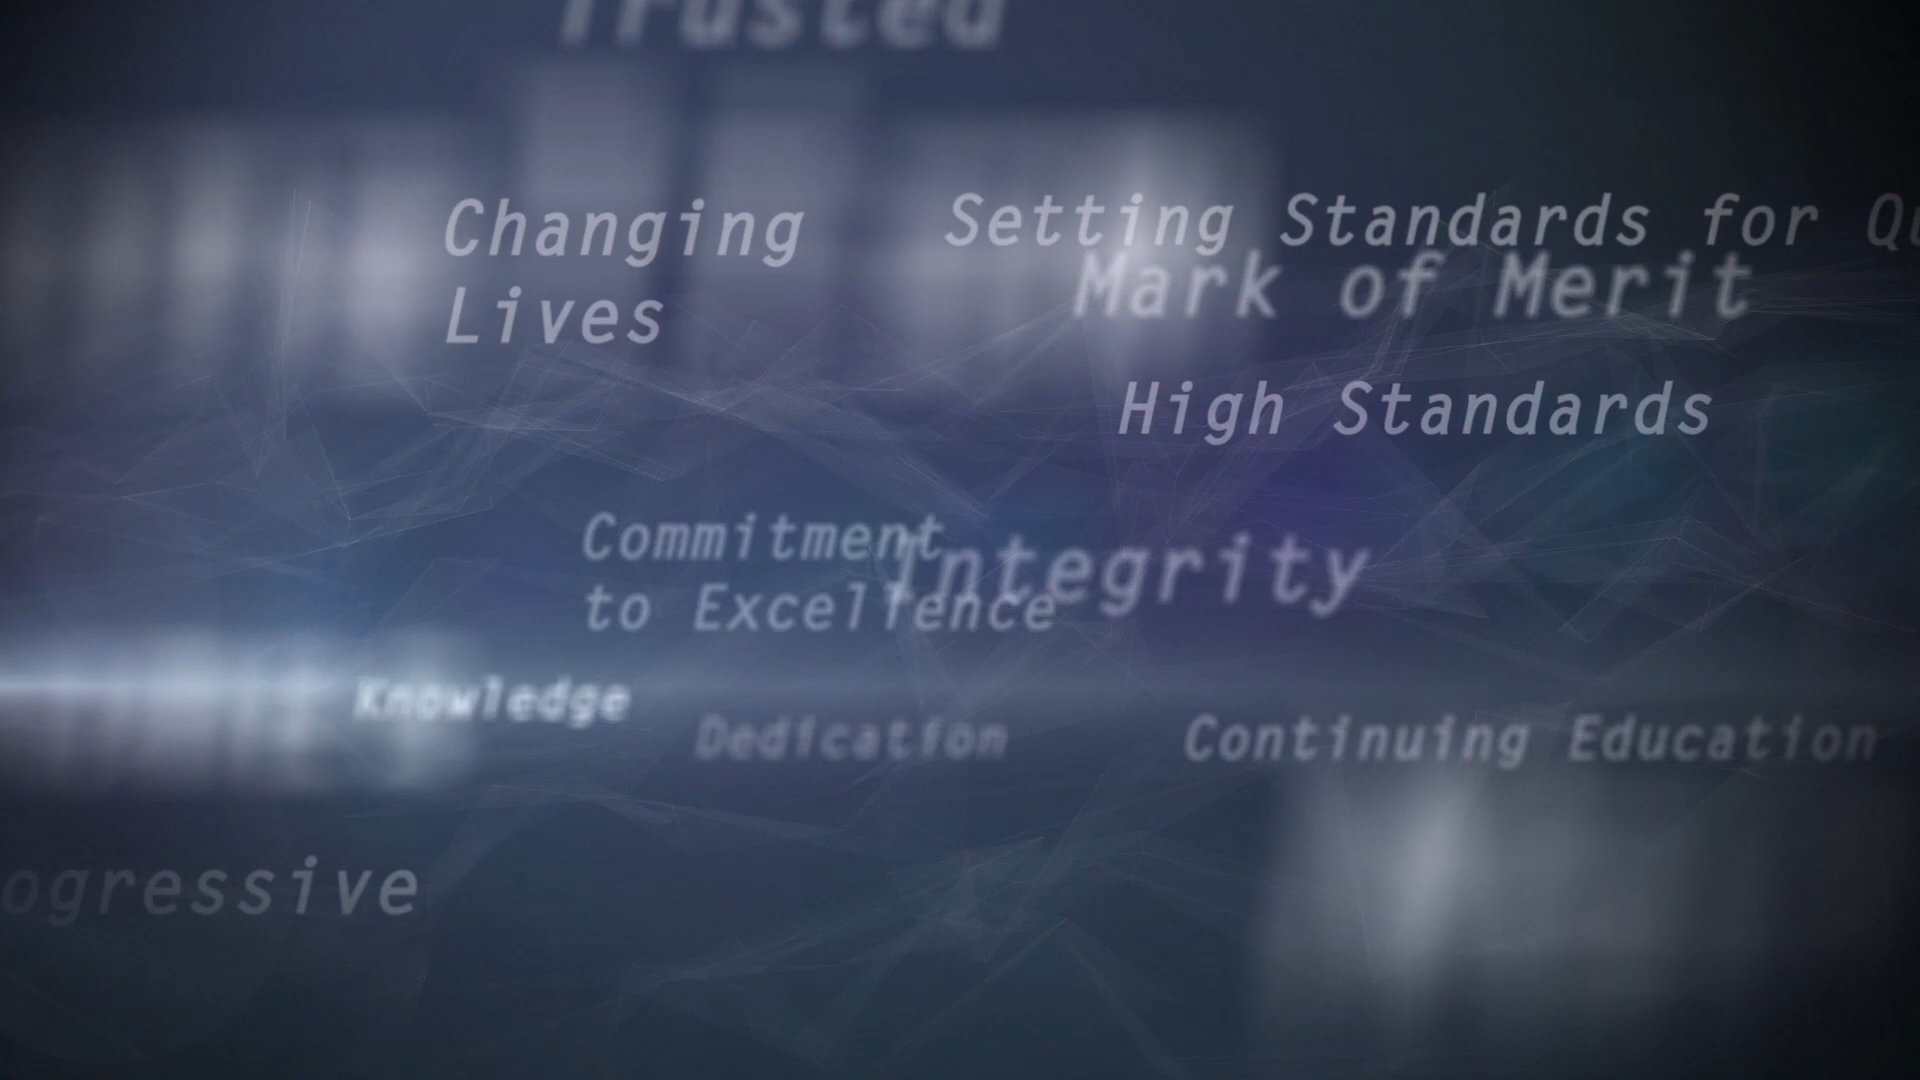 Trusted
Changing
Lives
Setting Standards for Qu
Mark of Merit
High Standards
Commitment
to Excellence
Integrity
Knowledge
Dedication
Continuing Education
ogressive